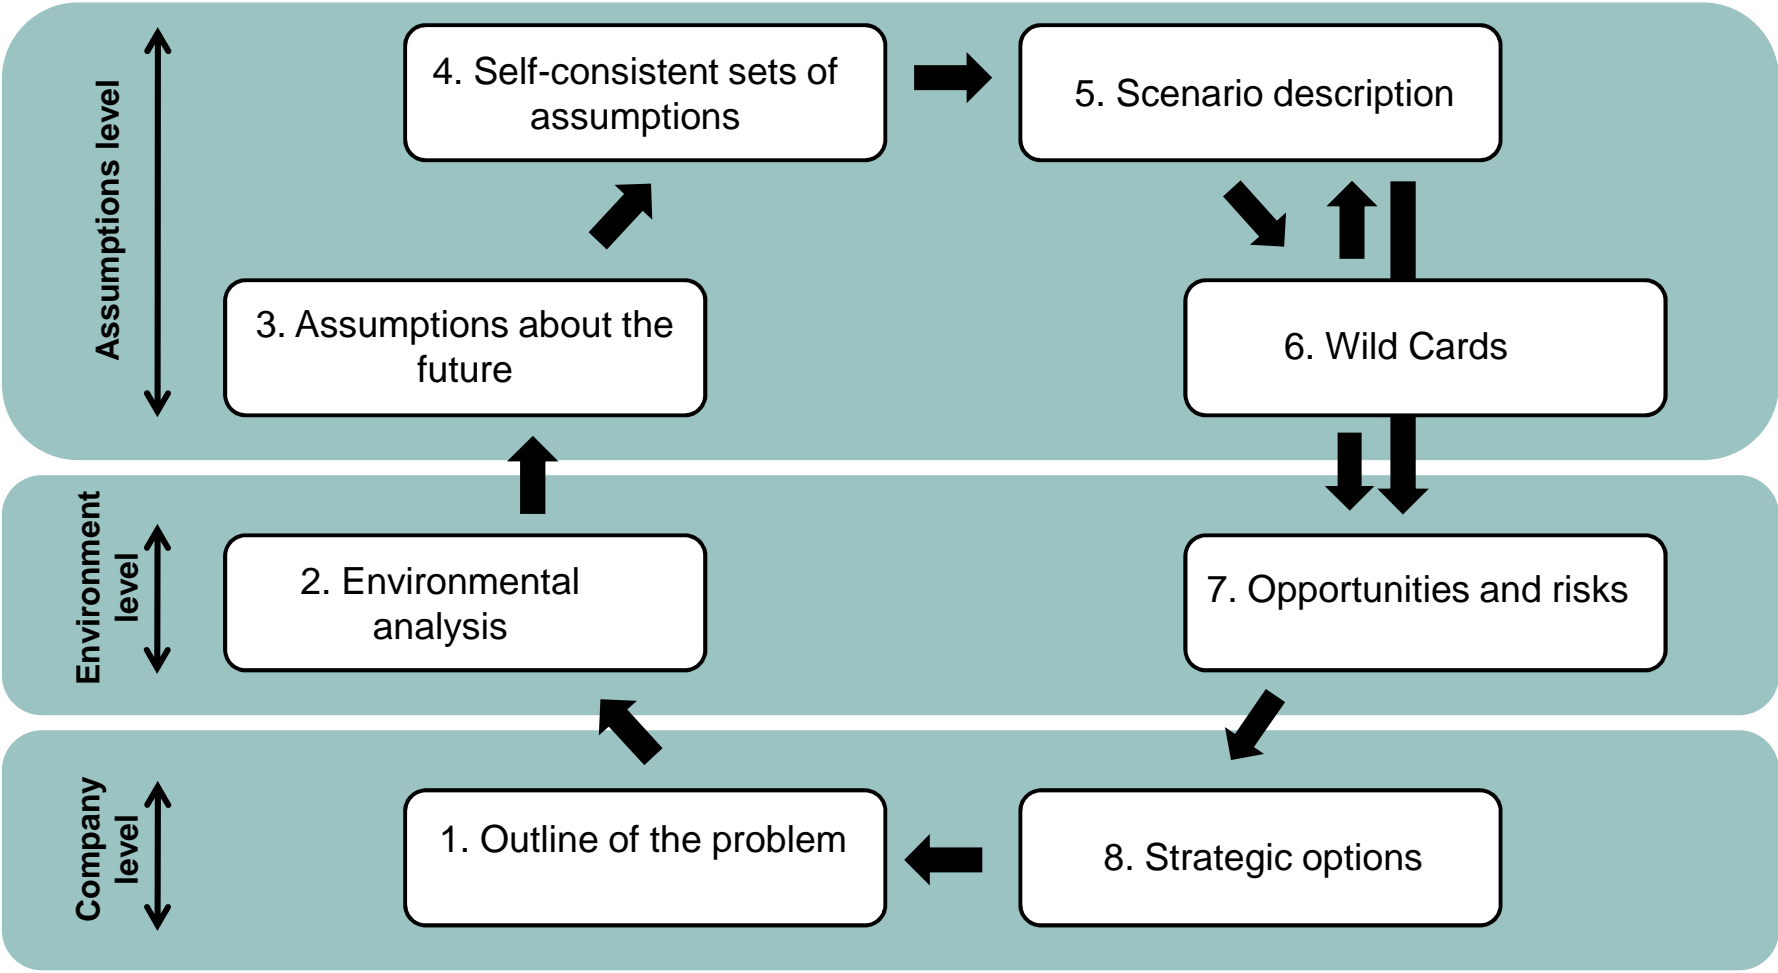 Assumptions level
4. Self-consistent sets of
assumptions
5. Scenario description
3. Assumptions about the
future
6. Wild Cards
Environment
level
2. Environmental
analysis
7. Opportunities and risks
Company
level
1. Outline of the problem
8. Strategic options